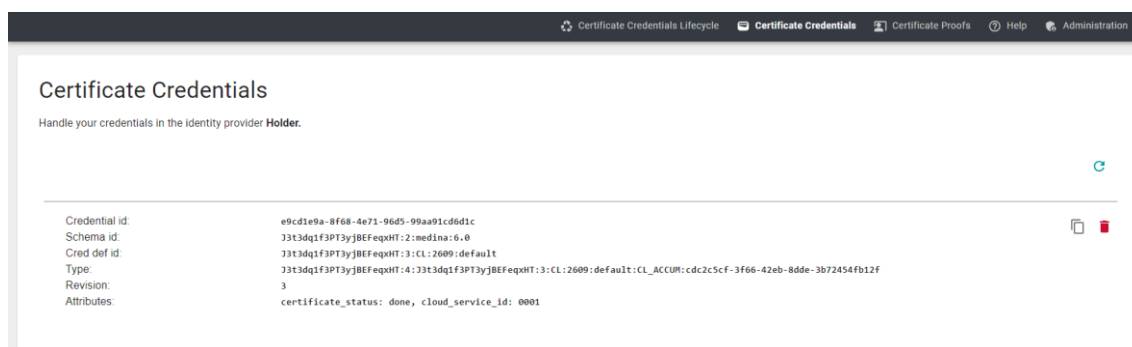 Certificate Credentials Lifecycle Certificate Credentials Certificate Proofs Help Administration
Certificate Credentials
Handle your credentials in the identity provider Holder.
Credential id: e9cd1e9a-8f68-4e71-96d5-99aa91cd6d1c
Schema id: J3t3dq1f3PT3yjBEFeqxHT:2:medina:6.0
Cred def id: J3t3dq1f3PT3yjBEFeqxHT:3:CL:2609:default
Type: J3t3dq1f3PT3yjBEFeqxHT:4:J3t3dq1f3PT3yjBEFeqxHT:3:CL:2609:default:CL_ACCUM:cdc2c5cf-3f66-42eb-8dde-3b72454fb12f
Revision: 3
Attributes: certificate_status: done, cloud_service_id: 0001